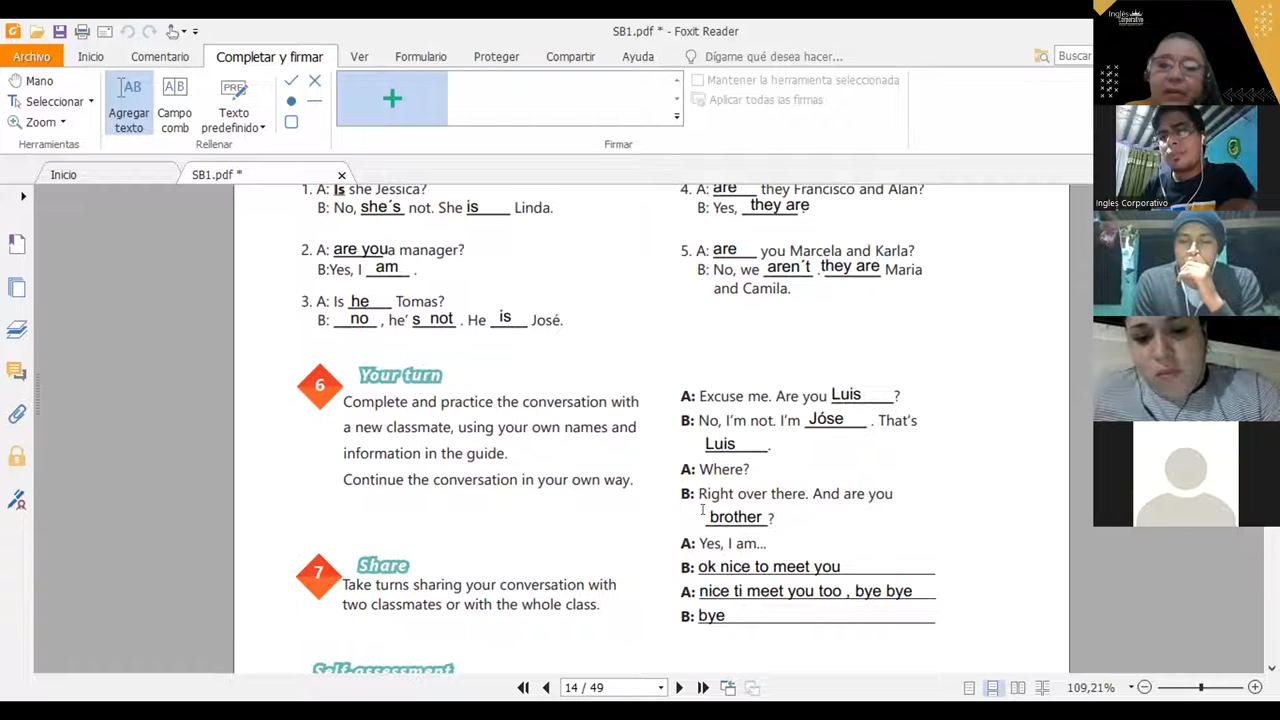 SB1.pdf * - Foxit Reader
Archivo
Inicio
Comentario
Completar y firmar
Ver
Formulario
Proteger
Compartir
Ayuda
Dígame qué desea hacer...
Buscar
Mano
Seleccionar
Zoom
Herramientas
Agregar texto
Campo comb
Texto predefinido
Rellenar
Mantener la herramienta seleccionada
Aplicar todas las firmas
Firmar
Inicio
SB1.pdf *
1. A: Is she Jessica?
B: No, she´s not. She is Linda.
2. A: are you a manager?
B:Yes, I am .
3. A: Is he Tomas?
B: no , he' s not . He is José.
4. A: are they Francisco and Alan?
B: Yes, they are.
5. A: are you Marcela and Karla?
B: No, we aren´t . they are Maria
and Camila.
6 Your turn
Complete and practice the conversation with
a new classmate, using your own names and
information in the guide.
Continue the conversation in your own way.
7 Share
Take turns sharing your conversation with
two classmates or with the whole class.
A: Excuse me. Are you Luis ?
B: No, I'm not. I'm Jóse . That's
Luis .
A: Where?
B: Right over there. And are you
brother ?
A: Yes, I am...
B: ok nice to meet you
A: nice ti meet you too , bye bye
B: bye
Self-assessment
14 / 49
109,21%
Inglés
Corporativo
Ingles Corporativo